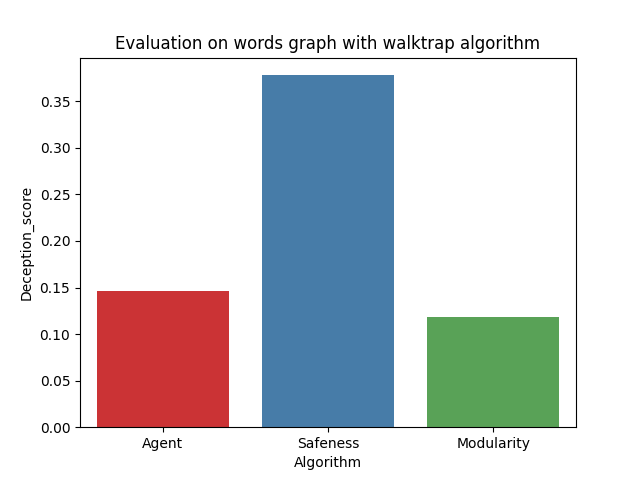 Evaluation on words graph with walktrap algorithm
Deception_score
0.35
0.30
0.25
0.20
0.15
0.10
0.05
0.00
Agent Safeness Modularity
Algorithm